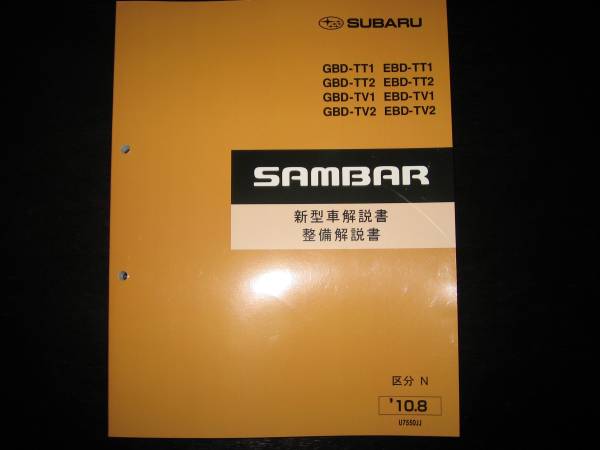 SUBARU
GBD-TT1 EBD-TT1
GBD-TT2 EBD-TT2
GBD-TV1 EBD-TV1
GBD-TV2 EBD-TV2
SAMBAR
新型車解説書
整備解説書
区分 N
'10.8
U7550JJ